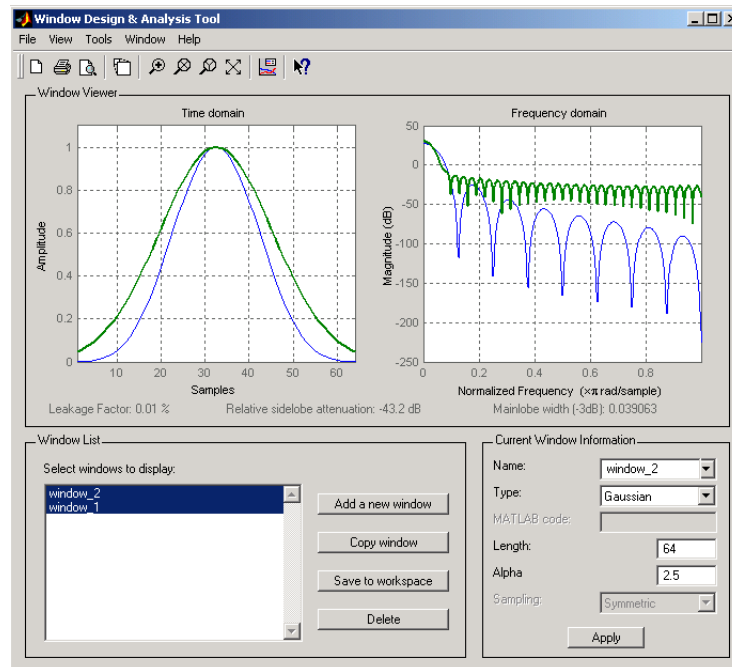 Window Design & Analysis Tool
File View Tools Window Help
Window Viewer
Time domain
Frequency domain
1
0.8
0.6
0.4
0.2
0
Amplitude
10 20 30 40 50 60
Samples
50
0
-50
-100
-150
-200
-250
Magnitude (dB)
0 0.2 0.4 0.6 0.8
Normalized Frequency (×π rad/sample)
Leakage Factor: 0.01 % Relative sidelobe attenuation: -43.2 dB Mainlobe width (-3dB): 0.039063
Window List
Select windows to display:
window_2
window_1
Add a new window
Copy window
Save to workspace
Delete
Current Window Information
Name: window_2
Type: Gaussian
MATLAB code:
Length: 64
Alpha 2.5
Sampling: Symmetric
Apply